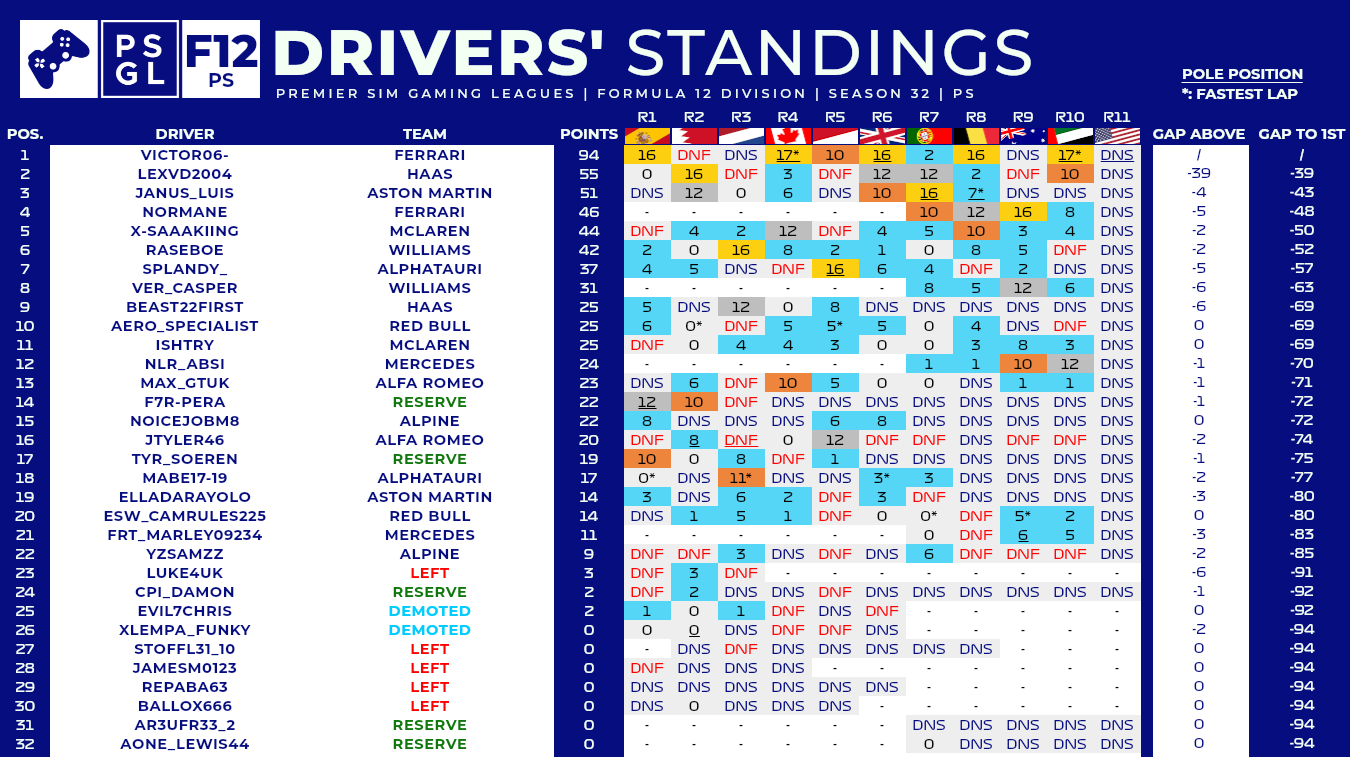 PS
GL
F12
PS
DRIVERS' STANDINGS
PREMIER SIM GAMING LEAGUES | FORMULA 12 DIVISION | SEASON 32 | PS
POLE POSITION
*: FASTEST LAP
R1 R2 R3 R4 R5 R6 R7 R8 R9 R10 R11
POS. DRIVER TEAM POINTS GAP ABOVE GAP TO 1ST
1 VICTOR06- FERRARI 94 16 DNF DNS 17* 10 16 2 16 DNS 17* DNS / /
2 LEXVD2004 HAAS 55 0 16 DNF 3 DNF 12 12 2 DNF 10 DNS -39 -39
3 JANUS_LUIS ASTON MARTIN 51 DNS 12 0 6 DNS 10 16 7* DNS DNS DNS -4 -43
4 NORMANE FERRARI 46 - - - - - - 10 12 16 8 DNS -5 -48
5 X-SAAAKIING MCLAREN 44 DNF 4 2 12 DNF 4 5 10 3 4 DNS -2 -50
6 RASEBOE WILLIAMS 42 2 0 16 8 2 1 0 8 5 DNF DNS -2 -52
7 SPLANDY_ ALPHATAURI 37 4 5 DNS DNF 16 6 4 DNF 2 DNS DNS -5 -57
8 VER_CASPER WILLIAMS 31 - - - - - - 8 5 12 6 DNS -6 -63
9 BEAST22FIRST HAAS 25 5 DNS 12 0 8 DNS DNS DNS DNS DNS DNS -6 -69
10 AERO_SPECIALIST RED BULL 25 6 0* DNF 5 5* 5 0 4 DNS DNF DNS 0 -69
11 ISHTRY MCLAREN 25 DNF 0 4 4 3 0 0 3 8 3 DNS 0 -69
12 NLR_ABSI MERCEDES 24 - - - - - - 1 1 10 12 DNS -1 -70
13 MAX_GTUK ALFA ROMEO 23 DNS 6 DNF 10 5 0 0 DNS 1 1 DNS -1 -71
14 F7R-PERA RESERVE 22 12 10 DNF DNS DNS DNS DNS DNS DNS DNS DNS -1 -72
15 NOICEJOBM8 ALPINE 22 8 DNS DNS DNS 6 8 DNS DNS DNS DNS DNS 0 -72
16 JTYLER46 ALFA ROMEO 20 DNF 8 DNF 0 12 DNF DNF DNS DNF DNF DNS -2 -74
17 TYR_SOEREN RESERVE 19 10 0 8 DNF 1 DNS DNS DNS DNS DNS DNS -1 -75
18 MABE17-19 ALPHATAURI 17 0* DNS 11* DNS DNS 3* 3 DNS DNS DNS DNS -2 -77
19 ELLADARAYOLO ASTON MARTIN 14 3 DNS 6 2 DNF 3 DNF DNS DNS DNS DNS -3 -80
20 ESW_CAMRULES225 RED BULL 14 DNS 1 5 1 DNF 0 0* DNF 5* 2 DNS 0 -80
21 FRT_MARLEY09234 MERCEDES 11 - - - - - - 0 DNF 6 5 DNS -3 -83
22 YZSAMZZ ALPINE 9 DNF DNF 3 DNS DNF DNS 6 DNF DNF DNF DNS -2 -85
23 LUKE4UK LEFT 3 DNF 3 DNF - - - - - - - - -6 -91
24 CPI_DAMON RESERVE 2 DNF 2 DNS DNS DNS DNS DNS DNS DNS DNS DNS -1 -92
25 EVIL7CHRIS DEMOTED 2 1 0 1 DNF DNS DNF - - - - - 0 -92
26 XLEMPA_FUNKY DEMOTED 0 0 0 DNS DNF DNF DNS - - - - - -2 -94
27 STOFFL31_10 LEFT 0 - DNS DNF DNS DNS DNS DNS DNS - - - 0 -94
28 JAMESM0123 LEFT 0 DNF DNS DNS DNS - - - - - - - 0 -94
29 REPABA63 LEFT 0 DNS DNS DNS DNS DNS DNS - - - - - 0 -94
30 BALLOX666 LEFT 0 DNS 0 DNS DNS DNS - - - - - - 0 -94
31 AR3UFR33_2 RESERVE 0 - - - - - - DNS DNS DNS DNS DNS 0 -94
32 AONE_LEWIS44 RESERVE 0 - - - - - - 0 DNS DNS DNS DNS 0 -94